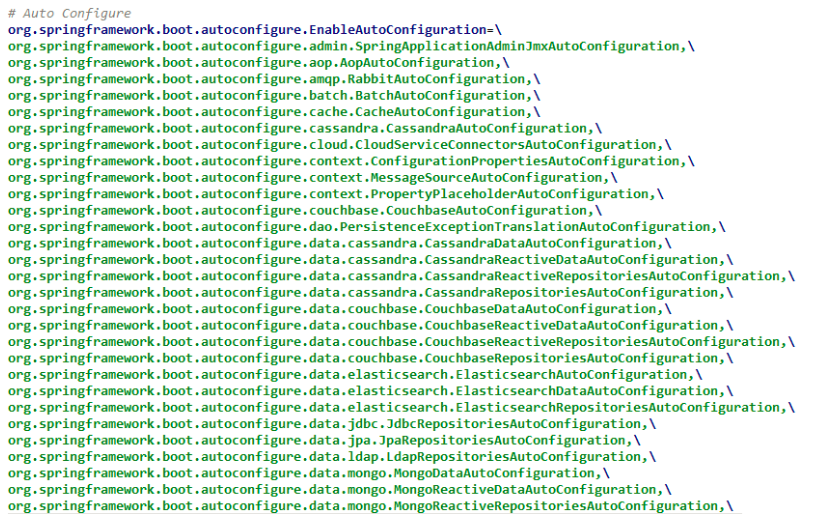 # Auto Configure
org.springframework.boot.autoconfigure.EnableAutoConfiguration=\
org.springframework.boot.autoconfigure.admin.SpringApplicationAdminJmxAutoConfiguration,\
org.springframework.boot.autoconfigure.aop.AopAutoConfiguration,\
org.springframework.boot.autoconfigure.amqp.RabbitAutoConfiguration,\
org.springframework.boot.autoconfigure.batch.BatchAutoConfiguration,\
org.springframework.boot.autoconfigure.cache.CacheAutoConfiguration,\
org.springframework.boot.autoconfigure.cassandra.CassandraAutoConfiguration,\
org.springframework.boot.autoconfigure.cloud.CloudServiceConnectorsAutoConfiguration,\
org.springframework.boot.autoconfigure.context.ConfigurationPropertiesAutoConfiguration,\
org.springframework.boot.autoconfigure.context.MessageSourceAutoConfiguration,\
org.springframework.boot.autoconfigure.context.PropertyPlaceholderAutoConfiguration,\
org.springframework.boot.autoconfigure.couchbase.CouchbaseAutoConfiguration,\
org.springframework.boot.autoconfigure.dao.PersistenceExceptionTranslationAutoConfiguration,\
org.springframework.boot.autoconfigure.data.cassandra.CassandraDataAutoConfiguration,\
org.springframework.boot.autoconfigure.data.cassandra.CassandraReactiveDataAutoConfiguration,\
org.springframework.boot.autoconfigure.data.cassandra.CassandraReactiveRepositoriesAutoConfiguration,\
org.springframework.boot.autoconfigure.data.cassandra.CassandraRepositoriesAutoConfiguration,\
org.springframework.boot.autoconfigure.data.couchbase.CouchbaseDataAutoConfiguration,\
org.springframework.boot.autoconfigure.data.couchbase.CouchbaseReactiveDataAutoConfiguration,\
org.springframework.boot.autoconfigure.data.couchbase.CouchbaseReactiveRepositoriesAutoConfiguration,\
org.springframework.boot.autoconfigure.data.couchbase.CouchbaseRepositoriesAutoConfiguration,\
org.springframework.boot.autoconfigure.data.elasticsearch.ElasticsearchAutoConfiguration,\
org.springframework.boot.autoconfigure.data.elasticsearch.ElasticsearchDataAutoConfiguration,\
org.springframework.boot.autoconfigure.data.elasticsearch.ElasticsearchRepositoriesAutoConfiguration,\
org.springframework.boot.autoconfigure.data.jdbc.JdbcRepositoriesAutoConfiguration,\
org.springframework.boot.autoconfigure.data.jpa.JpaRepositoriesAutoConfiguration,\
org.springframework.boot.autoconfigure.data.ldap.LdapRepositoriesAutoConfiguration,\
org.springframework.boot.autoconfigure.data.mongo.MongoDataAutoConfiguration,\
org.springframework.boot.autoconfigure.data.mongo.MongoReactiveDataAutoConfiguration,\
org.springframework.boot.autoconfigure.data.mongo.MongoReactiveRepositoriesAutoConfiguration,\